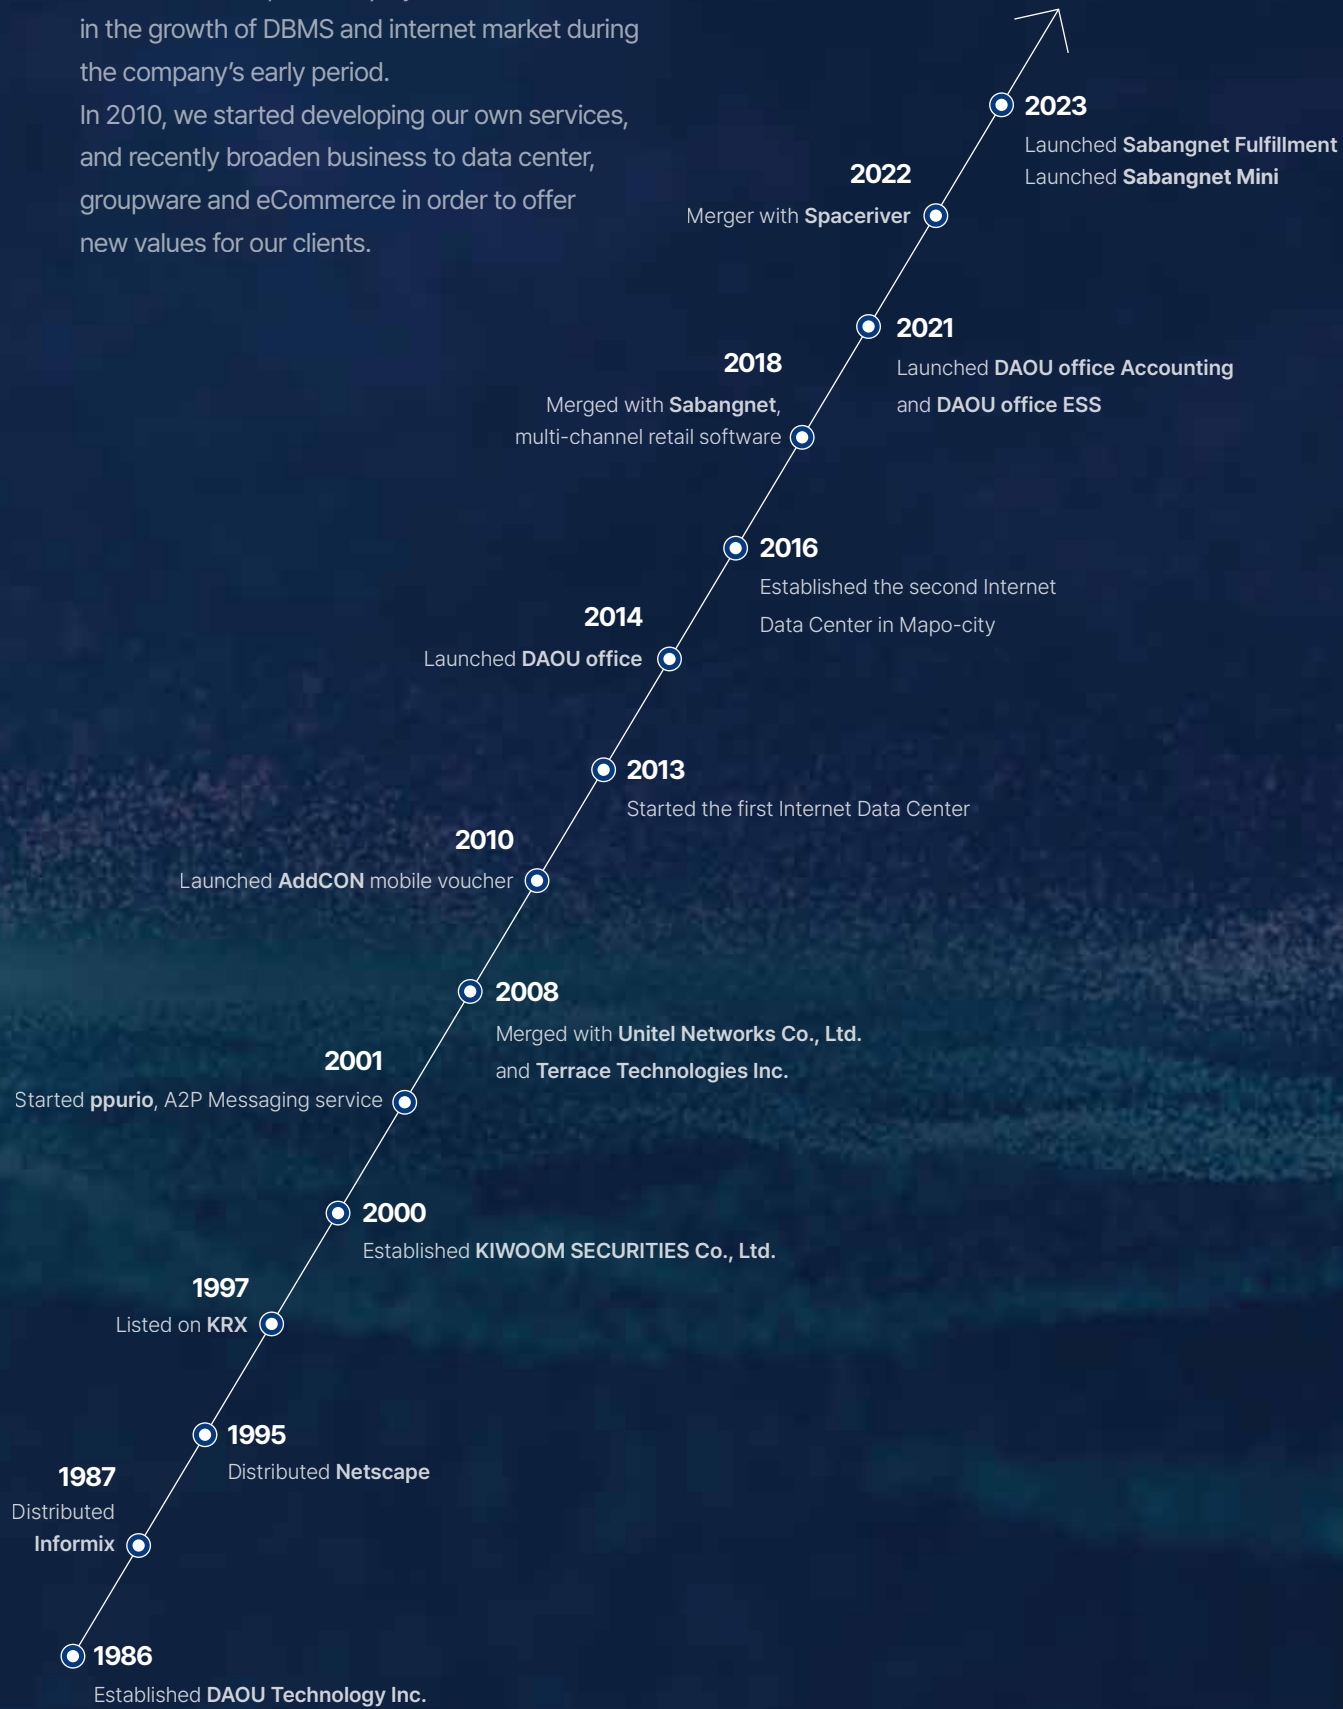 in the growth of DBMS and internet market during
the company's early period.
In 2010, we started developing our own services,
and recently broaden business to data center,
groupware and eCommerce in order to offer
new values for our clients.
2023
Launched Sabangnet Fulfillment
Launched Sabangnet Mini
2022
Merger with Spaceriver
2021
Launched DAOU office Accounting
and DAOU office ESS
2018
Merged with Sabangnet,
multi-channel retail software
2016
Established the second Internet
Data Center in Mapo-city
2014
Launched DAOU office
2013
Started the first Internet Data Center
2010
Launched AddCON mobile voucher
2008
Merged with Unitel Networks Co., Ltd.
and Terrace Technologies Inc.
2001
Started ppurio, A2P Messaging service
2000
Established KIWOOM SECURITIES Co., Ltd.
1997
Listed on KRX
1995
Distributed Netscape
1987
Distributed
Informix
1986
Established DAOU Technology Inc.